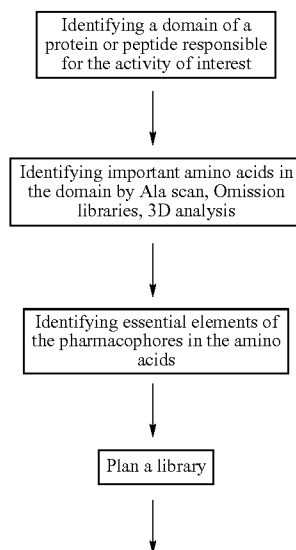 Identifying a domain of a
protein or peptide responsible
for the activity of interest
Identifying important amino acids in
the domain by Ala scan, Omission
libraries, 3D analysis
Identifying essential elements of
the pharmacophores in the amino
acids
Plan a library